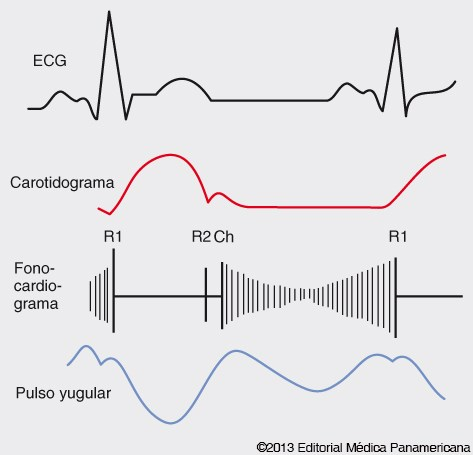 ECG
Carotidograma
R1
R2 Ch
R1
Fono-
cardio-
grama
Pulso yugular
©2013 Editorial Médica Panamericana